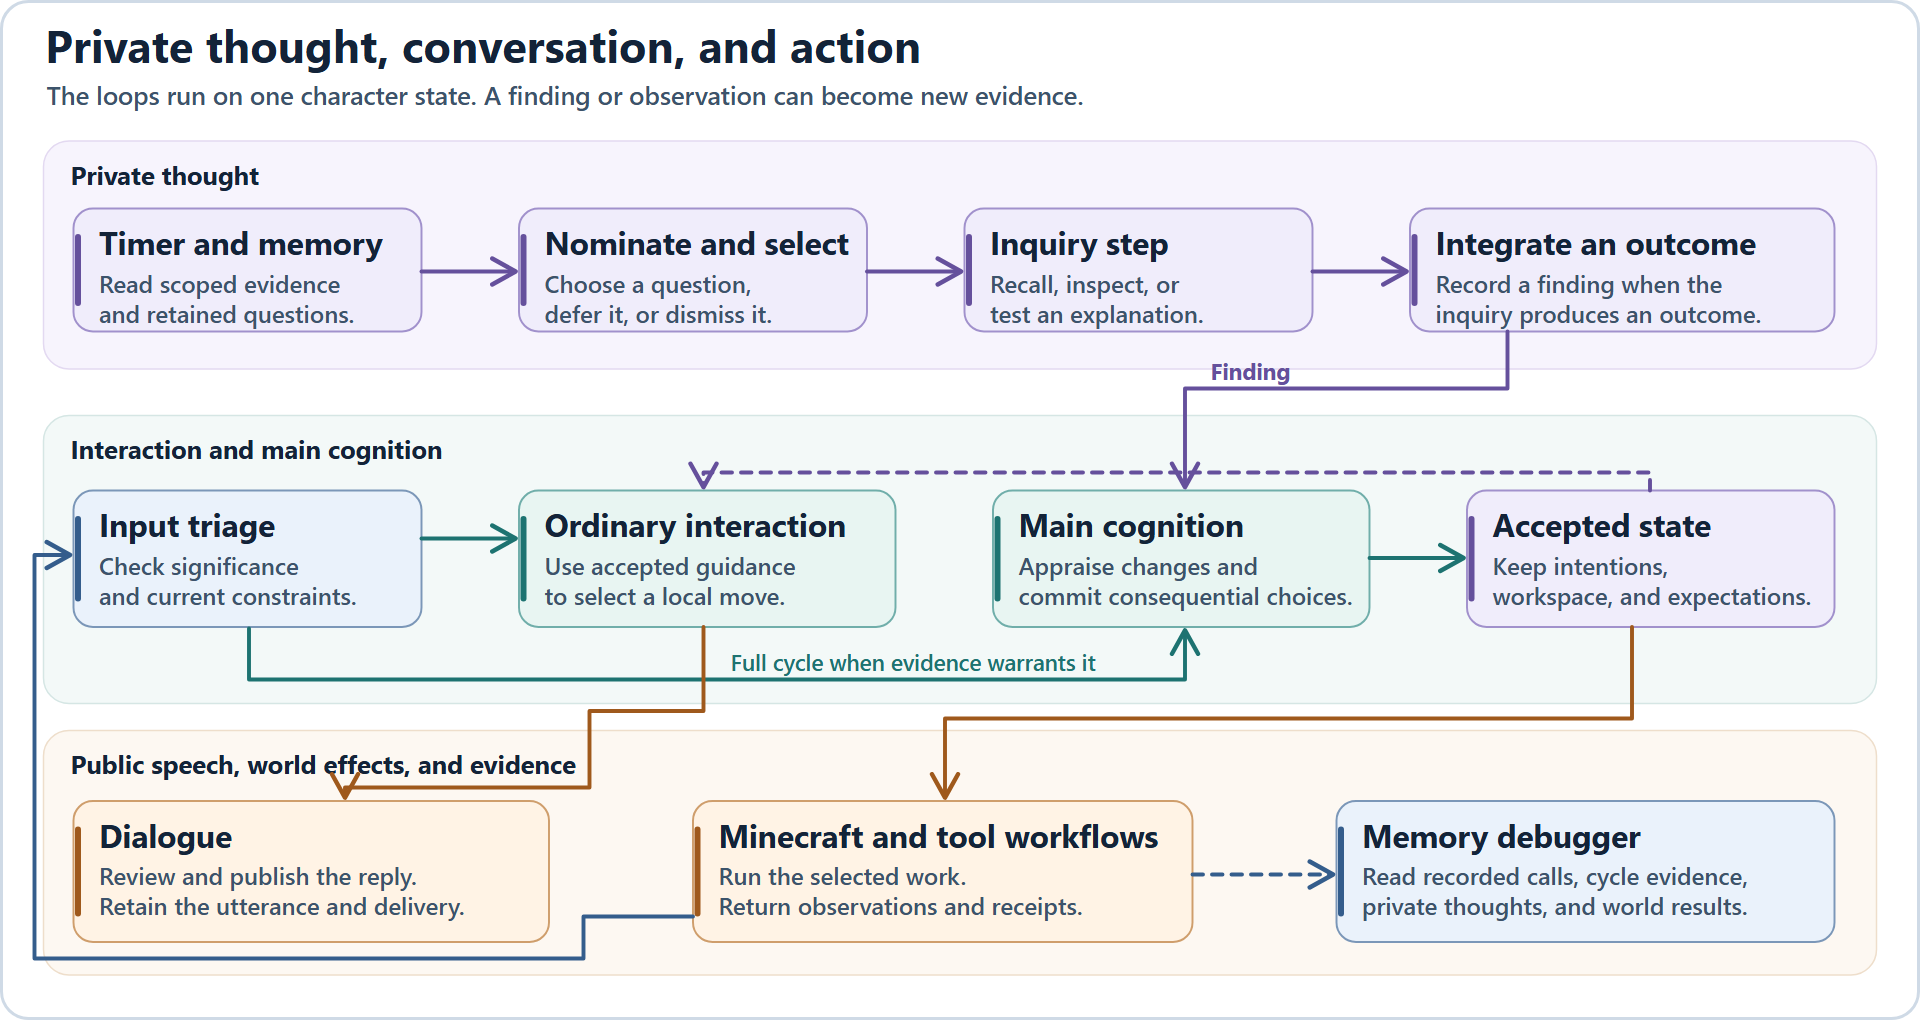 Private thought, conversation, and action
The loops run on one character state. A finding or observation can become new evidence.
Private thought
Timer and memory
Read scoped evidence
and retained questions.
Nominate and select
Choose a question,
defer it, or dismiss it.
Inquiry step
Recall, inspect, or
test an explanation.
Integrate an outcome
Record a finding when the
inquiry produces an outcome.
Finding
Interaction and main cognition
Input triage
Check significance
and current constraints.
Ordinary interaction
Use accepted guidance
to select a local move.
Main cognition
Appraise changes and
commit consequential choices.
Accepted state
Keep intentions,
workspace, and expectations.
Full cycle when evidence warrants it
Public speech, world effects, and evidence
Dialogue
Review and publish the reply.
Retain the utterance and delivery.
Minecraft and tool workflows
Run the selected work.
Return observations and receipts.
Memory debugger
Read recorded calls, cycle evidence,
private thoughts, and world results.